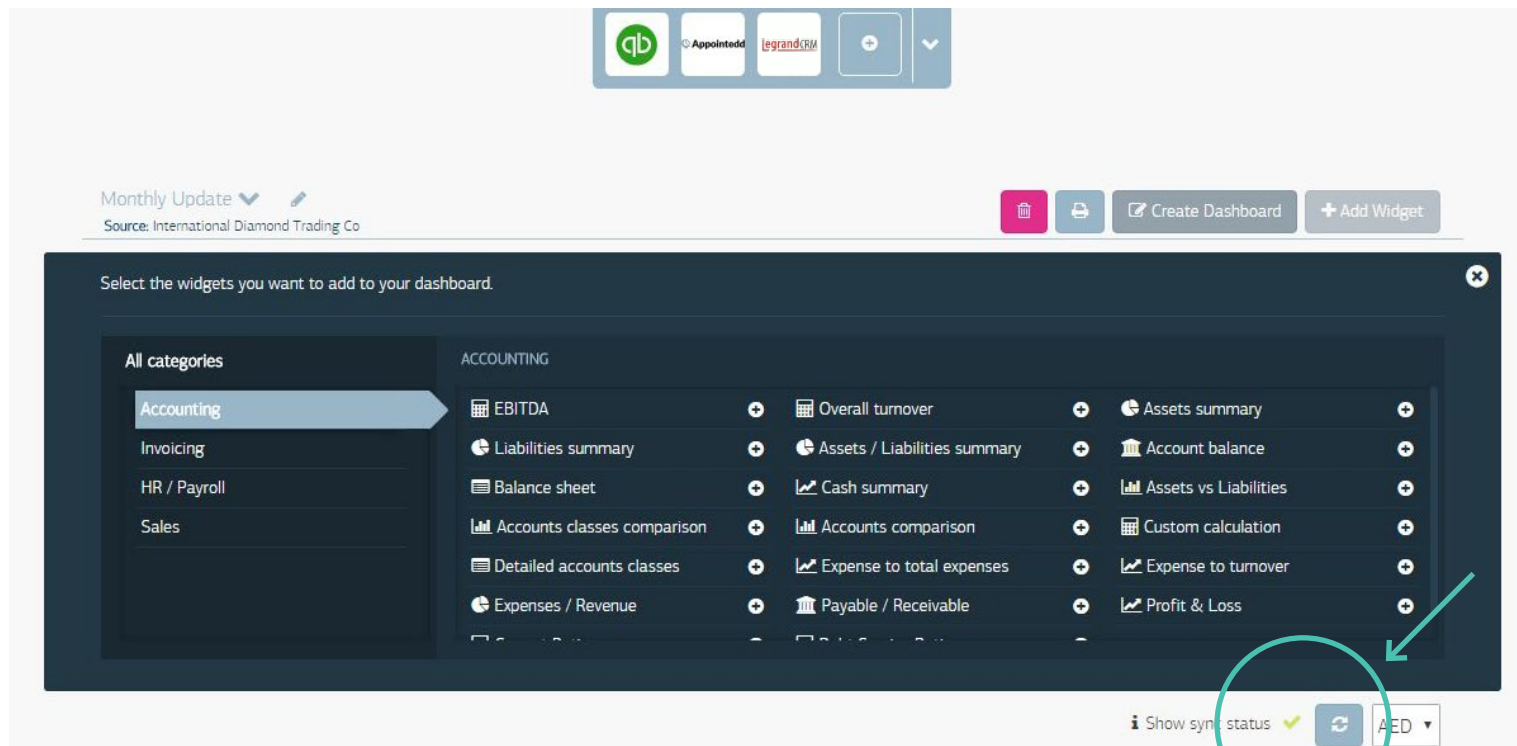 qb Appointedd legrandCRM
Monthly Update
Source: International Diamond Trading Co
Create Dashboard
Add Widget
Select the widgets you want to add to your dashboard.
All categories
Accounting
Invoicing
HR / Payroll
Sales
ACCOUNTING
EBITDA Overall turnover Assets summary
Liabilities summary Assets / Liabilities summary Account balance
Balance sheet Cash summary Assets vs Liabilities
Accounts classes comparison Accounts comparison Custom calculation
Detailed accounts classes Expense to total expenses Expense to turnover
Expenses / Revenue Payable / Receivable Profit & Loss
Show sync status AED